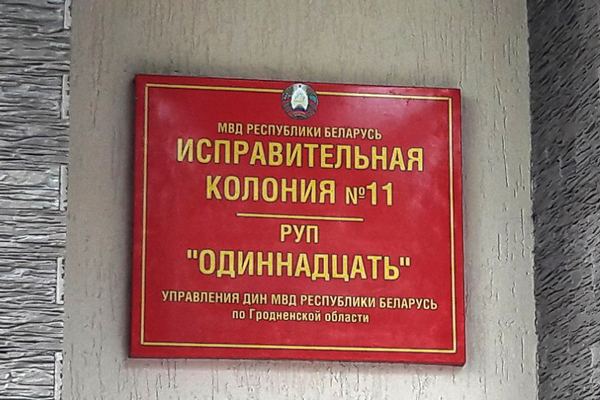 МВД РЕСПУБЛИКИ БЕЛАРУСЬ
ИСПРАВИТЕЛЬНАЯ
КОЛОНИЯ №11
РУП
"ОДИННАДЦАТЬ"
УПРАВЛЕНИЯ ДИН МВД РЕСПУБЛИКИ БЕЛАРУСЬ
по Гродненской области